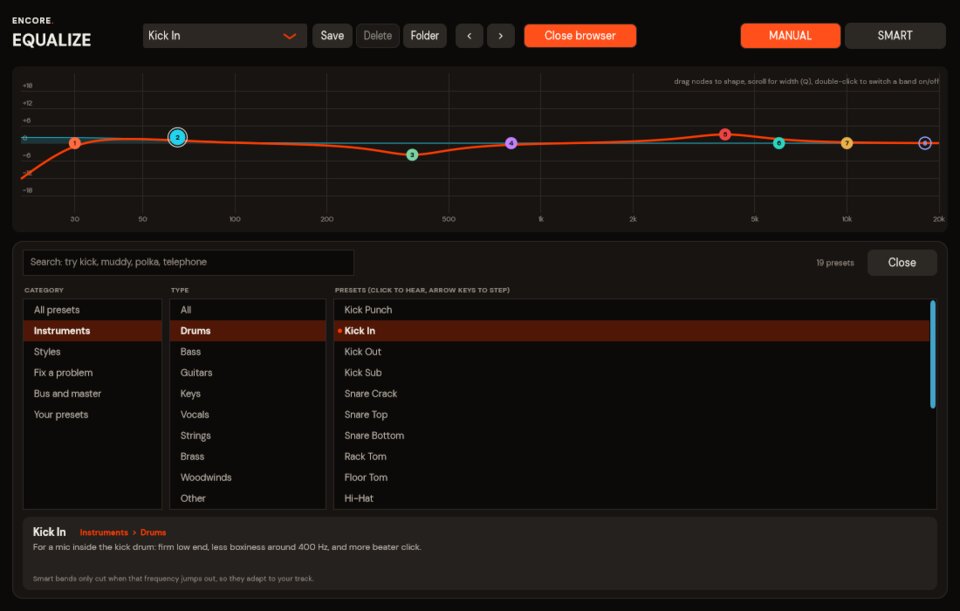 ENCORE.
EQUALIZE
Kick In
Save
Delete
Folder
<
>
Close browser
MANUAL
SMART
drag nodes to shape, scroll for width (Q), double-click to switch a band on/off
+18
+12
+6
0
-6
-12
-18
1
2
3
4
5
6
7
8
30
50
100
200
500
1k
2k
5k
10k
20k
Search: try kick, muddy, polka, telephone
19 presets
Close
CATEGORY
All presets
Instruments
Styles
Fix a problem
Bus and master
Your presets
TYPE
All
Drums
Bass
Guitars
Keys
Vocals
Strings
Brass
Woodwinds
Other
PRESETS (CLICK TO HEAR, ARROW KEYS TO STEP)
Kick Punch
Kick In
Kick Out
Kick Sub
Snare Crack
Snare Top
Snare Bottom
Rack Tom
Floor Tom
Hi-Hat
Kick In Instruments > Drums
For a mic inside the kick drum: firm low end, less boxiness around 400 Hz, and more beater click.
Smart bands only cut when that frequency jumps out, so they adapt to your track.